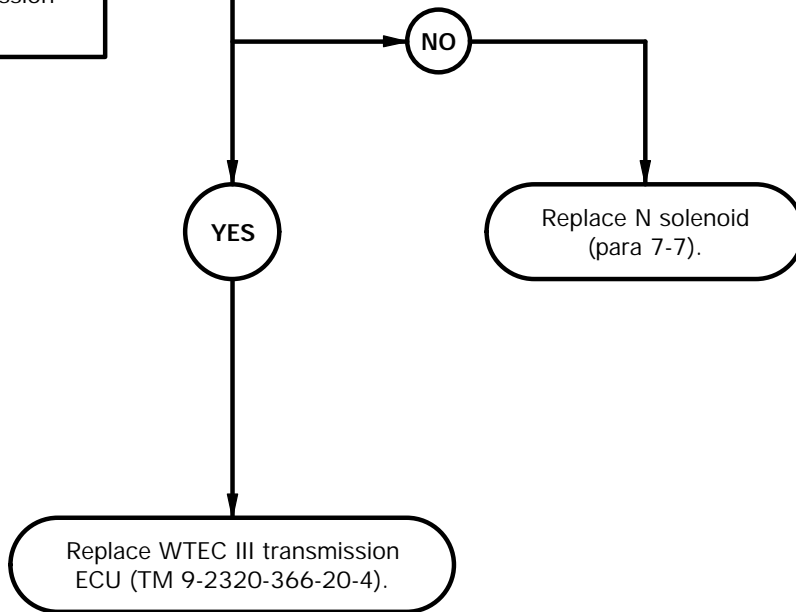 NO
YES
Replace N solenoid
(para 7-7).
Replace WTEC III transmission
ECU (TM 9-2320-366-20-4).